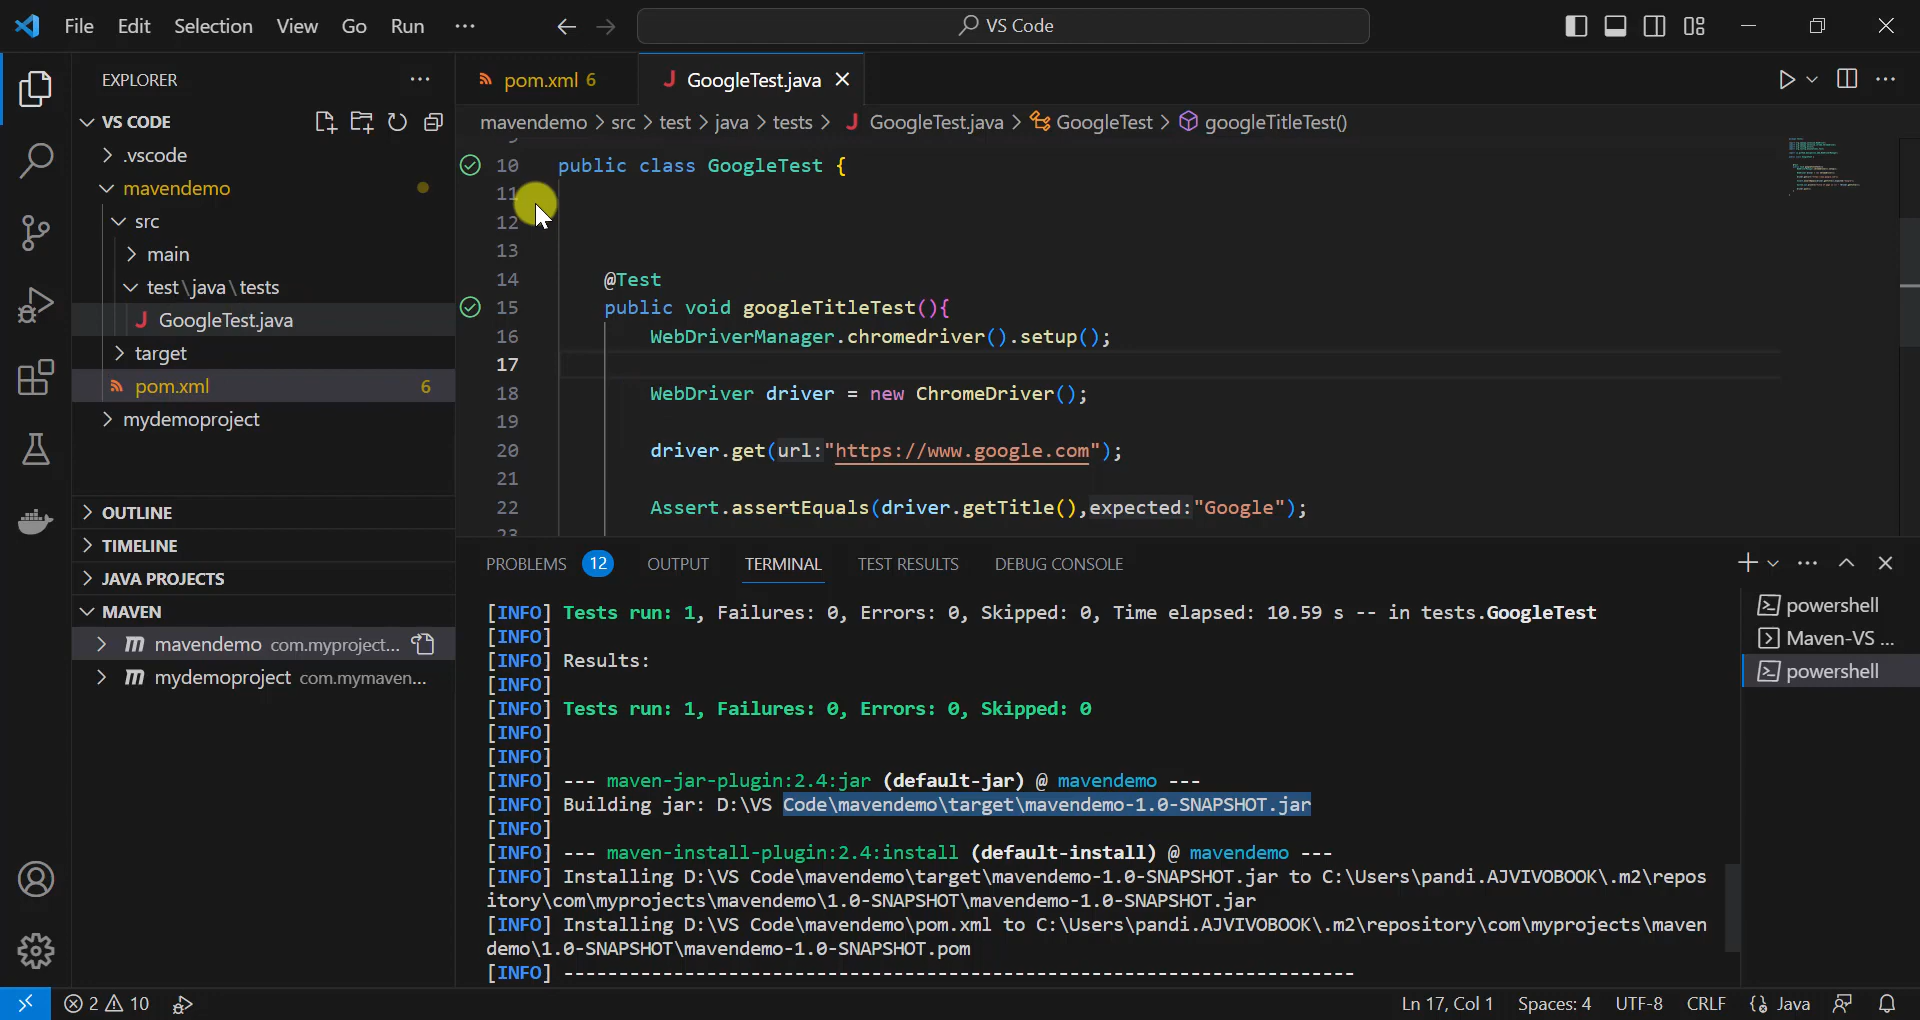 File Edit Selection View Go Run ··· VS Code
EXPLORER ···
VS CODE
.vscode
mavendemo
src
main
test\java\tests
GoogleTest.java
target
pom.xml 6
mydemoproject
OUTLINE
TIMELINE
JAVA PROJECTS
MAVEN
mavendemo com.myproject...
mydemoproject com.mymaven...
pom.xml 6 GoogleTest.java
mavendemo > src > test > java > tests > GoogleTest.java > GoogleTest > googleTitleTest()
10 public class GoogleTest {
11
12
13
14 @Test
15 public void googleTitleTest(){
16 WebDriverManager.chromedriver().setup();
17
18 WebDriver driver = new ChromeDriver();
19
20 driver.get(url:"https://www.google.com");
21
22 Assert.assertEquals(driver.getTitle(),expected:"Google");
23
PROBLEMS 12 OUTPUT TERMINAL TEST RESULTS DEBUG CONSOLE
[INFO] Tests run: 1, Failures: 0, Errors: 0, Skipped: 0, Time elapsed: 10.59 s -- in tests.GoogleTest
[INFO]
[INFO] Results:
[INFO]
[INFO] Tests run: 1, Failures: 0, Errors: 0, Skipped: 0
[INFO]
[INFO]
[INFO] --- maven-jar-plugin:2.4:jar (default-jar) @ mavendemo ---
[INFO] Building jar: D:\VS Code\mavendemo\target\mavendemo-1.0-SNAPSHOT.jar
[INFO]
[INFO] --- maven-install-plugin:2.4:install (default-install) @ mavendemo ---
[INFO] Installing D:\VS Code\mavendemo\target\mavendemo-1.0-SNAPSHOT.jar to C:\Users\pandi.AJVIVOBOOK\.m2\repos
itory\com\myprojects\mavendemo\1.0-SNAPSHOT\mavendemo-1.0-SNAPSHOT.jar
[INFO] Installing D:\VS Code\mavendemo\pom.xml to C:\Users\pandi.AJVIVOBOOK\.m2\repository\com\myprojects\maven
demo\1.0-SNAPSHOT\mavendemo-1.0-SNAPSHOT.pom
[INFO] ------------------------------------------------------------------------
powershell
Maven-VS ...
powershell
2 10 Ln 17, Col 1 Spaces: 4 UTF-8 CRLF {} Java